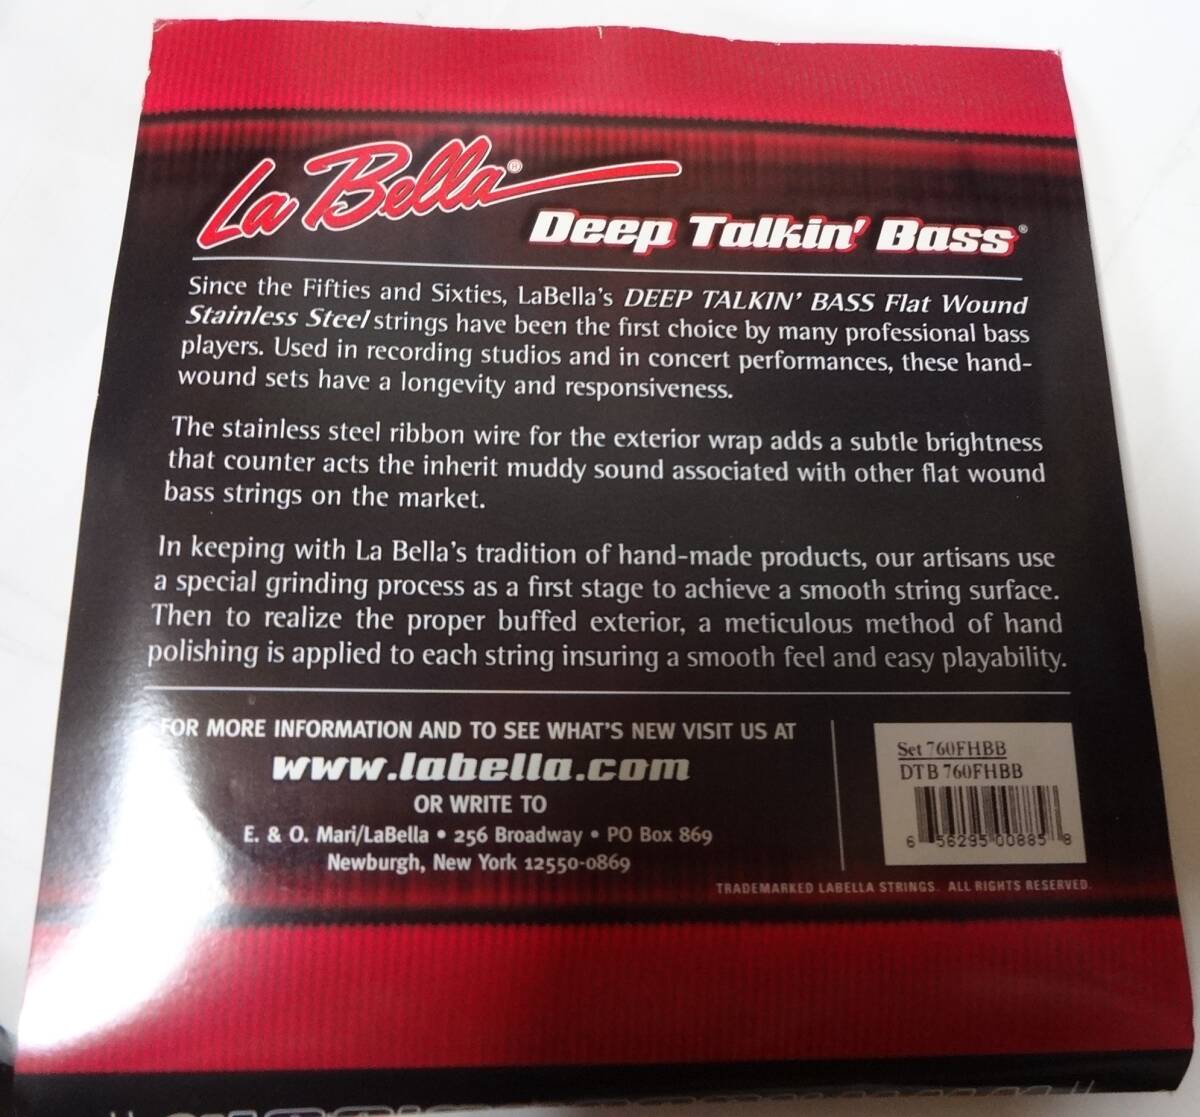 La Bella®
Deep Talkin' Bass®
Since the Fifties and Sixties, LaBella's DEEP TALKIN' BASS Flat Wound
Stainless Steel strings have been the first choice by many professional bass
players. Used in recording studios and in concert performances, these hand-
wound sets have a longevity and responsiveness.
The stainless steel ribbon wire for the exterior wrap adds a subtle brightness
that counter acts the inherit muddy sound associated with other flat wound
bass strings on the market.
In keeping with La Bella's tradition of hand-made products, our artisans use
a special grinding process as a first stage to achieve a smooth string surface.
Then to realize the proper buffed exterior, a meticulous method of hand
polishing is applied to each string insuring a smooth feel and easy playability.
FOR MORE INFORMATION AND TO SEE WHAT'S NEW VISIT US AT
www.labella.com
OR WRITE TO
E. & O. Mari/LaBella • 256 Broadway • PO Box 869
Newburgh, New York 12550-0869
Set 760FHBB
DTB 760FHBB
6 56295 00885 8
TRADEMARKED LABELLA STRINGS. ALL RIGHTS RESERVED.